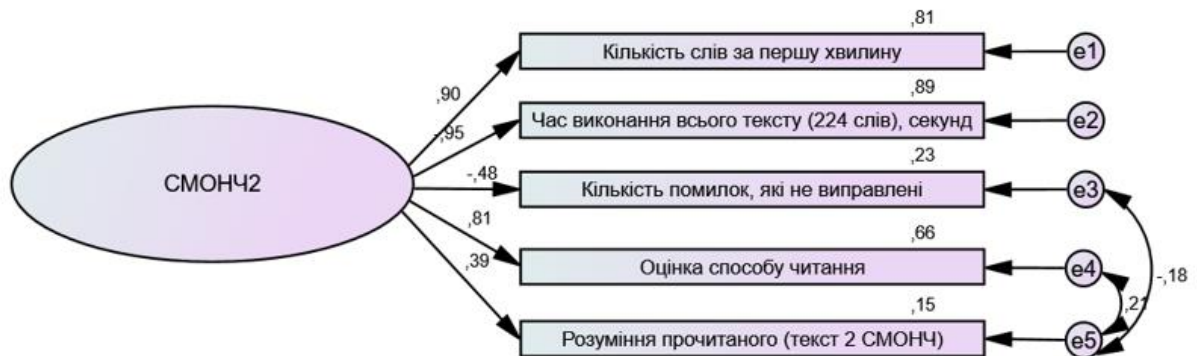 ,81
Кількість слів за першу хвилину
e1
,90
,89
-,95
Час виконання всього тексту (224 слів), секунд
e2
,23
СМОНЧ2
-,48
Кількість помилок, які не виправлені
e3
,81
,66
Оцінка способу читання
e4
-,18
,39
,15
,21
Розуміння прочитаного (текст 2 СМОНЧ)
e5